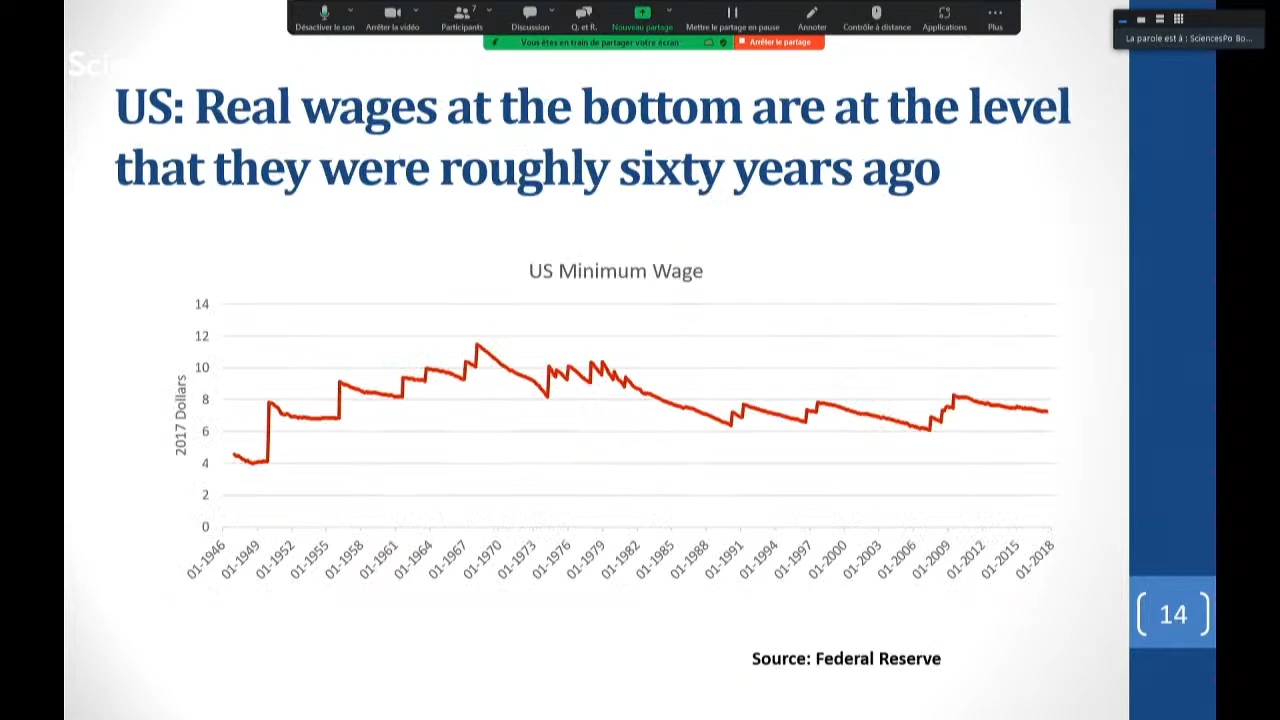 Désactiver le son
Arrêter la vidéo
Participants
7
Discussion
Q. et R.
Nouveau partage
Mettre le partage en pause
Annoter
Contrôle à distance
Applications
Plus
Vous êtes en train de partager votre écran
Arrêter le partage
La parole est à : SciencesPo Bo...
Scie
US: Real wages at the bottom are at the level
that they were roughly sixty years ago
US Minimum Wage
2017 Dollars
14
12
10
8
6
4
2
0
01-1946
01-1949
01-1952
01-1955
01-1958
01-1961
01-1964
01-1967
01-1970
01-1973
01-1976
01-1979
01-1982
01-1985
01-1988
01-1991
01-1994
01-1997
01-2000
01-2003
01-2006
01-2009
01-2012
01-2015
01-2018
14
Source: Federal Reserve